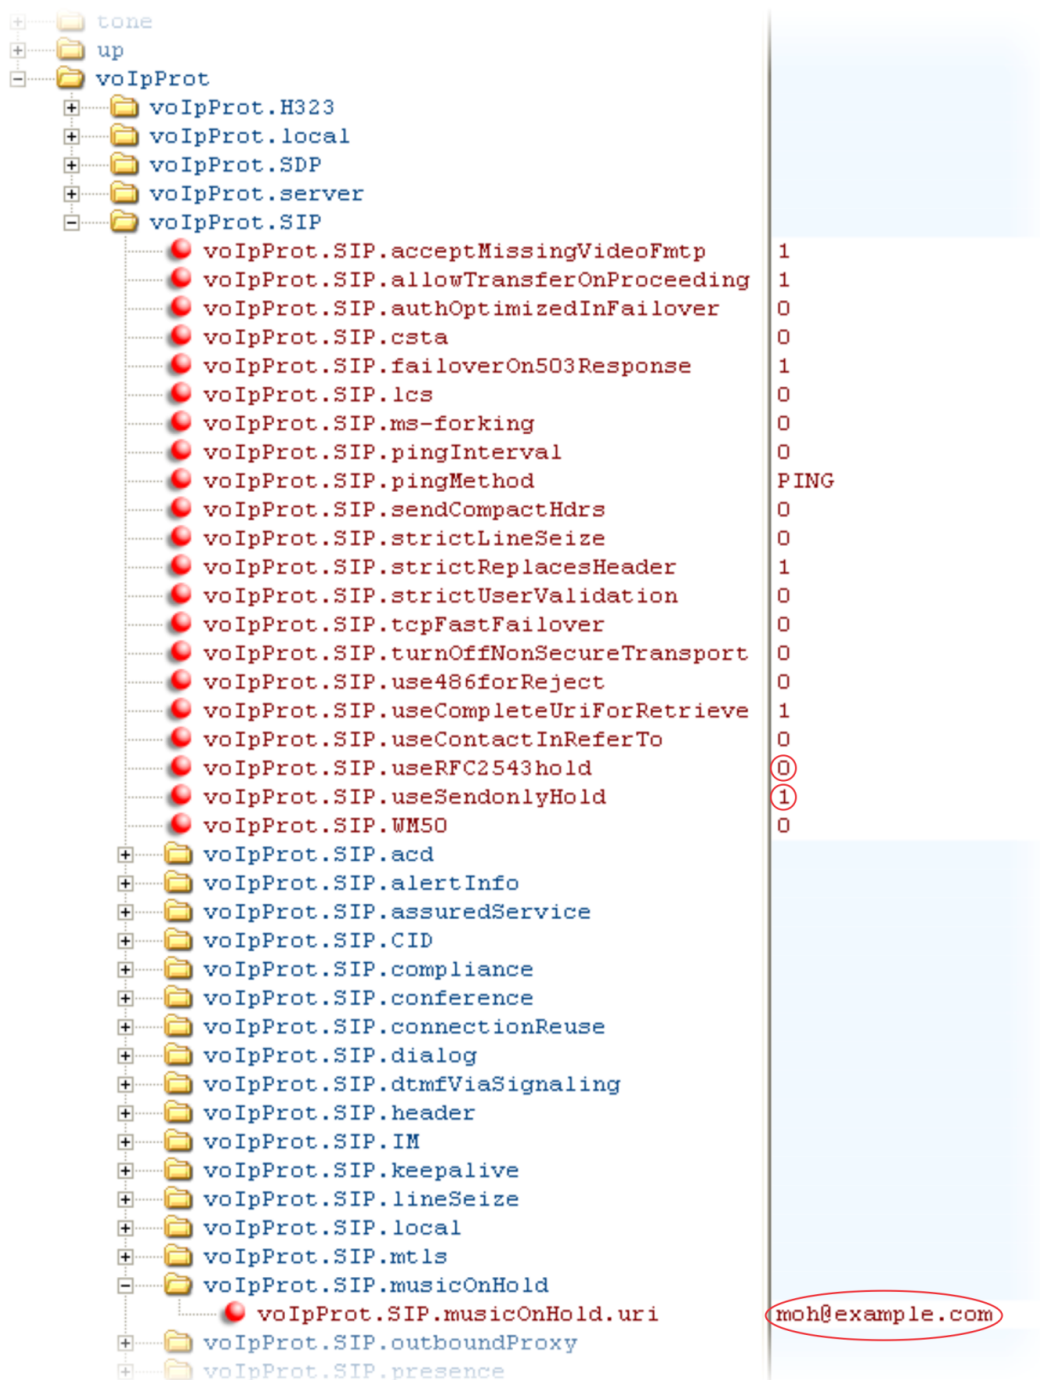 tone
up
voIpProt
voIpProt.H323
voIpProt.local
voIpProt.SDP
voIpProt.server
voIpProt.SIP
voIpProt.SIP.acceptMissingVideoFmtp 1
voIpProt.SIP.allowTransferOnProceeding 1
voIpProt.SIP.authOptimizedInFailover 0
voIpProt.SIP.csta 0
voIpProt.SIP.failoverOn503Response 1
voIpProt.SIP.lcs 0
voIpProt.SIP.ms-forking 0
voIpProt.SIP.pingInterval 0
voIpProt.SIP.pingMethod PING
voIpProt.SIP.sendCompactHdrs 0
voIpProt.SIP.strictLineSeize 0
voIpProt.SIP.strictReplacesHeader 1
voIpProt.SIP.strictUserValidation 0
voIpProt.SIP.tcpFastFailover 0
voIpProt.SIP.turnOffNonSecureTransport 0
voIpProt.SIP.use486forReject 0
voIpProt.SIP.useCompleteUriForRetrieve 1
voIpProt.SIP.useContactInReferTo 0
voIpProt.SIP.useRFC2543hold 0
voIpProt.SIP.useSendonlyHold 1
voIpProt.SIP.WM50 0
voIpProt.SIP.acd
voIpProt.SIP.alertInfo
voIpProt.SIP.assuredService
voIpProt.SIP.CID
voIpProt.SIP.compliance
voIpProt.SIP.conference
voIpProt.SIP.connectionReuse
voIpProt.SIP.dialog
voIpProt.SIP.dtmfViaSignaling
voIpProt.SIP.header
voIpProt.SIP.IM
voIpProt.SIP.keepalive
voIpProt.SIP.lineSeize
voIpProt.SIP.local
voIpProt.SIP.mtls
voIpProt.SIP.musicOnHold
voIpProt.SIP.musicOnHold.uri moh@example.com
voIpProt.SIP.outboundProxy
voIpProt.SIP.presence